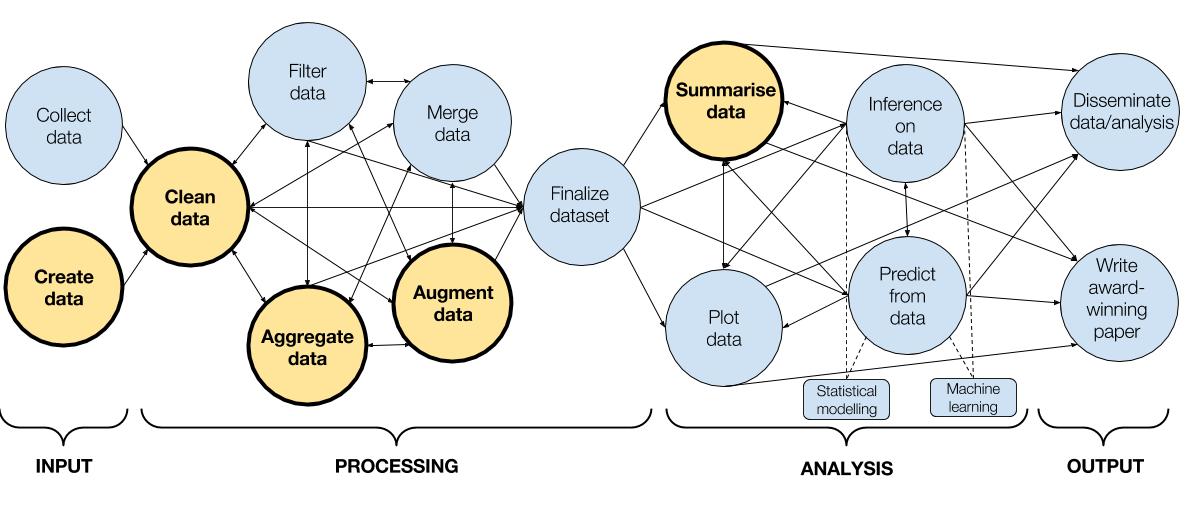 Collect
data
Create
data
Clean
data
Filter
data
Merge
data
Aggregate
data
Augment
data
Finalize
dataset
Summarise
data
Plot
data
Inference
on
data
Predict
from
data
Statistical
modelling
Machine
learning
Disseminate
data/analysis
Write
award-
winning
paper
INPUT
PROCESSING
ANALYSIS
OUTPUT